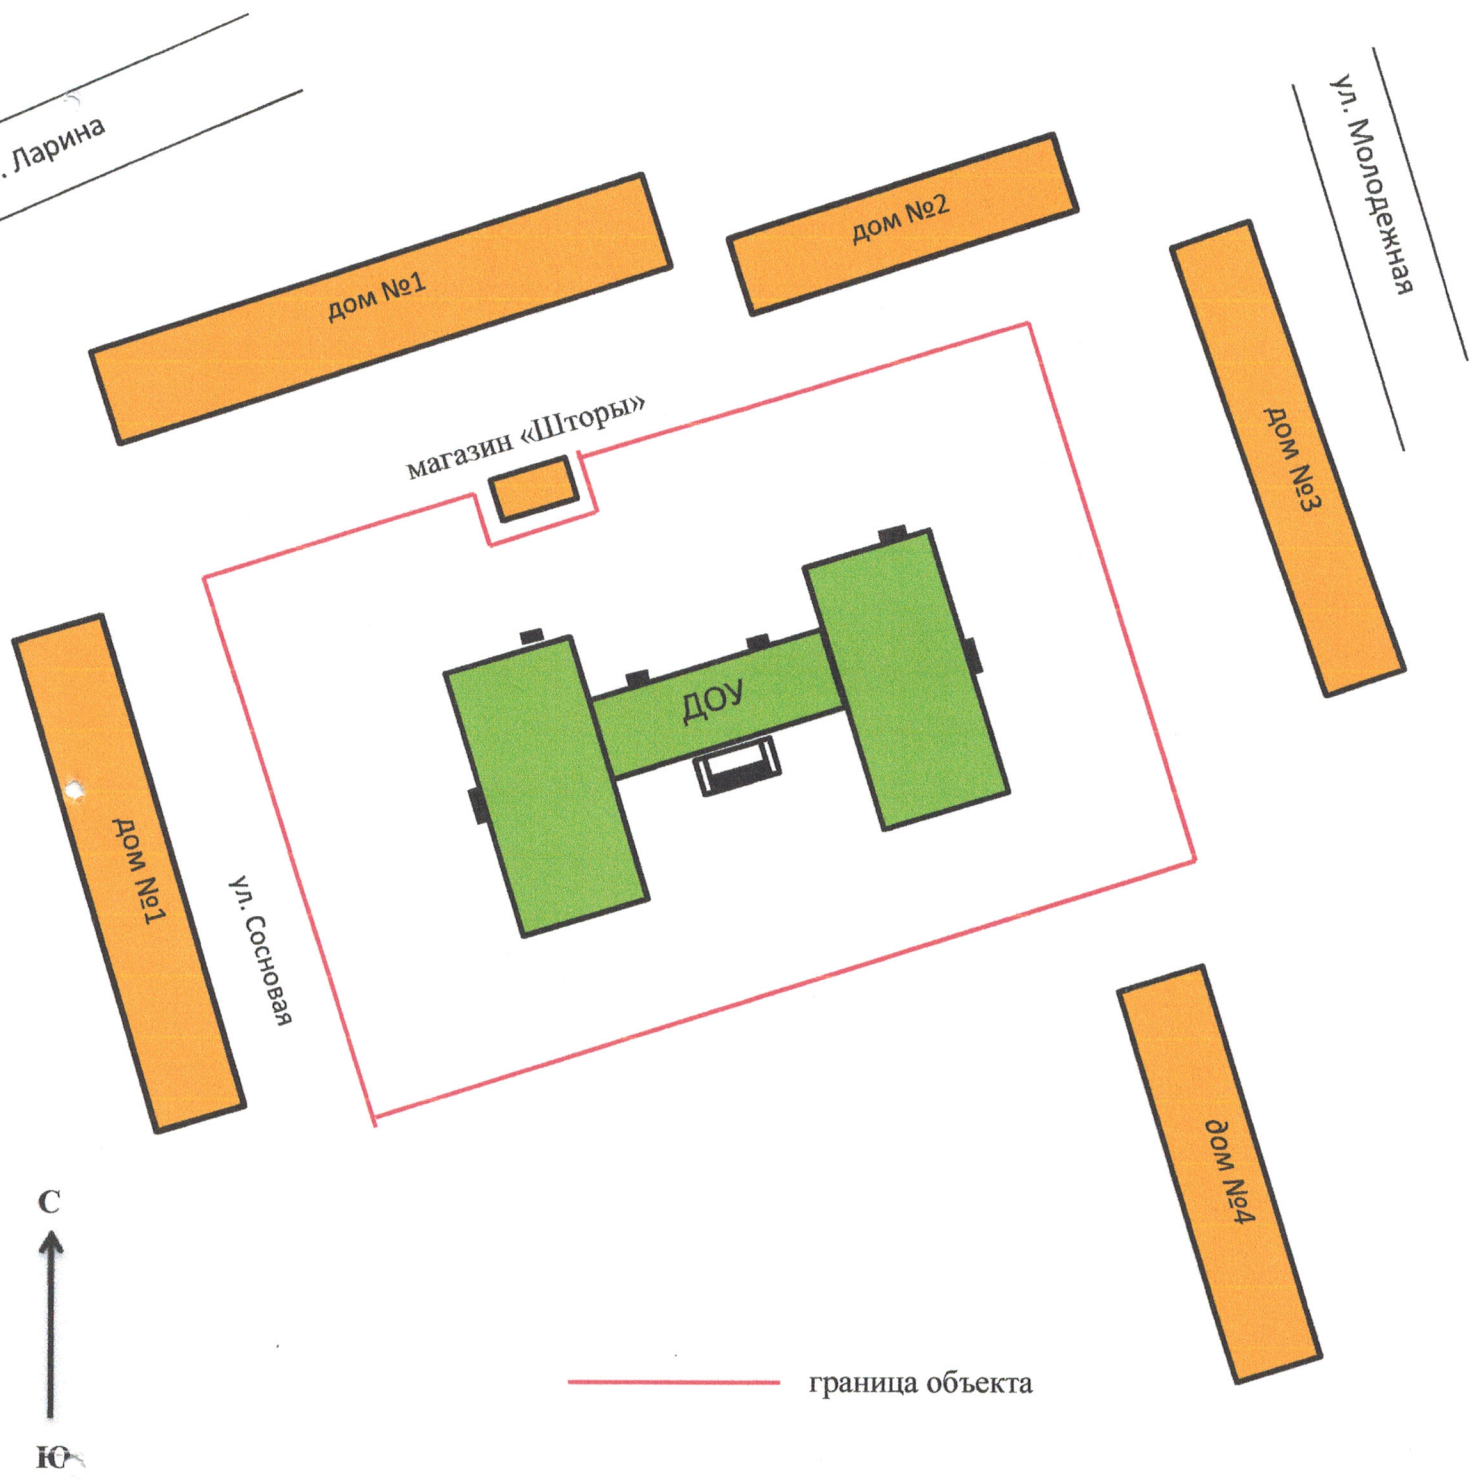 . Ларина
ул. Молодежная
дом №2
дом №1
магазин «Шторы»
дом №3
ДОУ
дом №1
ул. Сосновая
дом №4
С
Ю
граница объекта